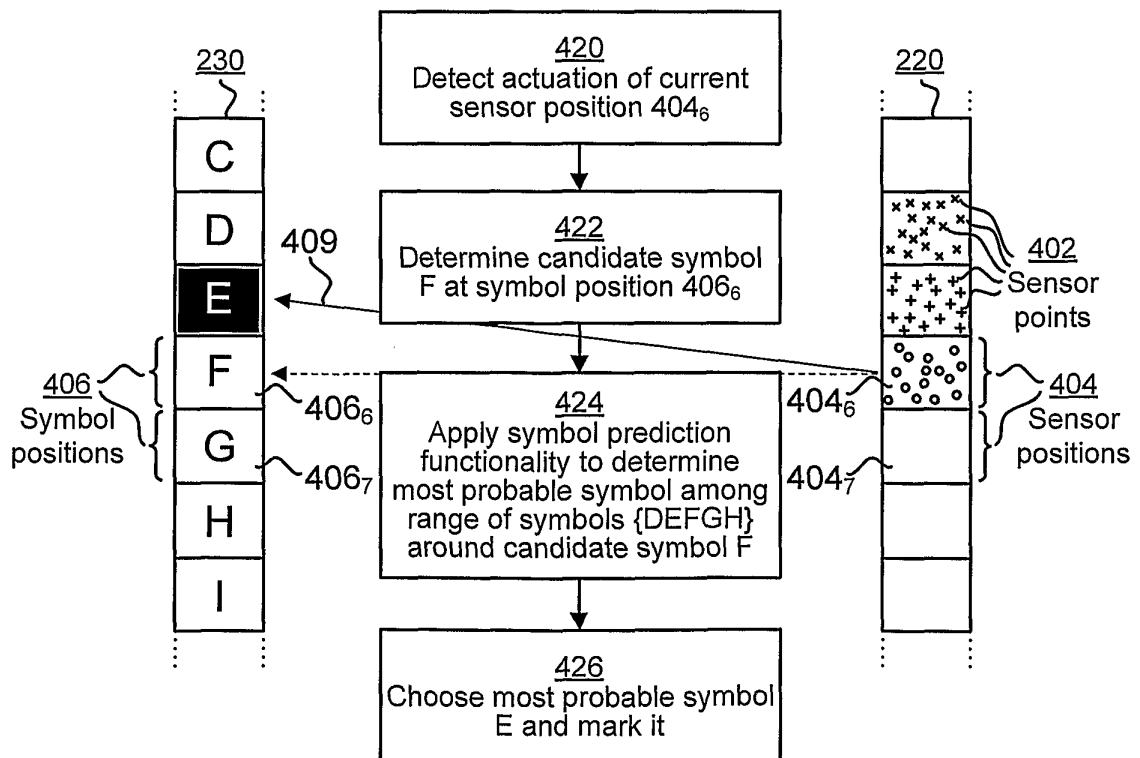 230
C
D
E
F
G
H
I
409
406
Symbol
positions
406₆
406₇
420
Detect actuation of current
sensor position 404₆
422
Determine candidate symbol
F at symbol position 406₆
424
Apply symbol prediction
functionality to determine
most probable symbol among
range of symbols {DEFGH}
around candidate symbol F
426
Choose most probable symbol
E and mark it
220
402
Sensor
points
404₆
404₇
404
Sensor
positions